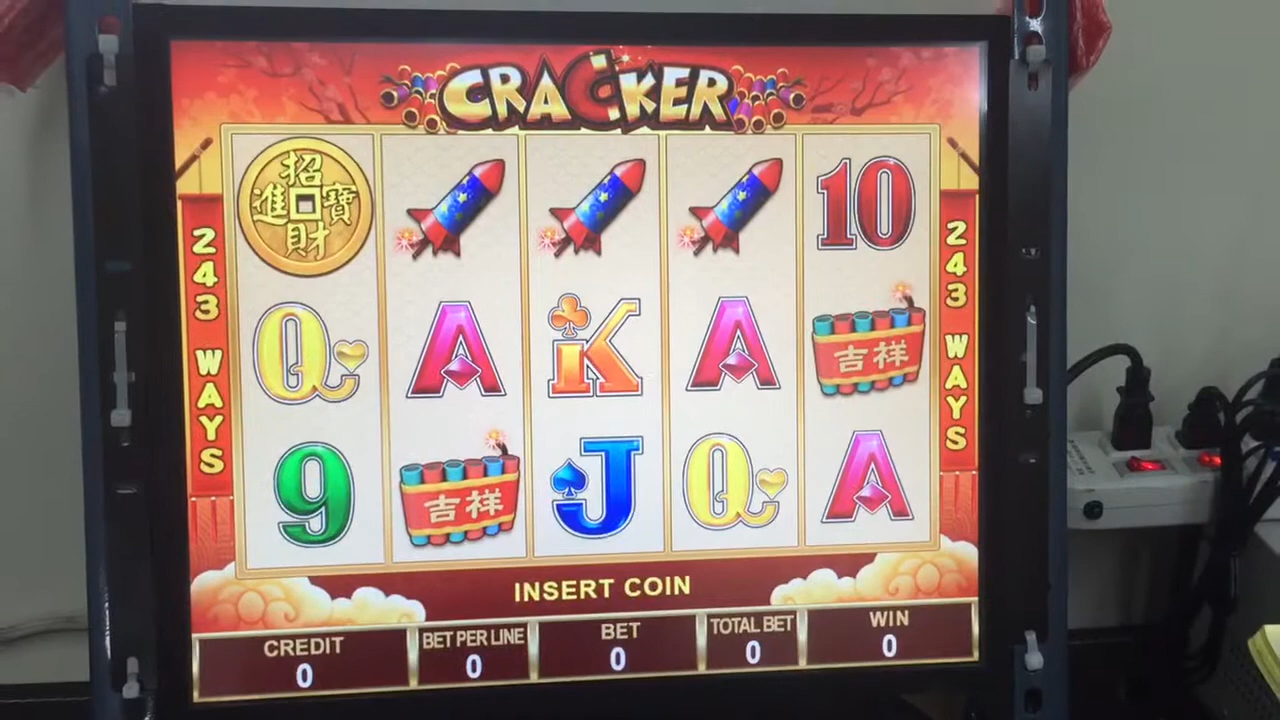 CRACKER
招
進 寶
財
10
243 WAYS
243 WAYS
Q
A
K
A
吉祥
9
吉祥
J
Q
A
INSERT COIN
CREDIT
0
BET PER LINE
0
BET
0
TOTAL BET
0
WIN
0